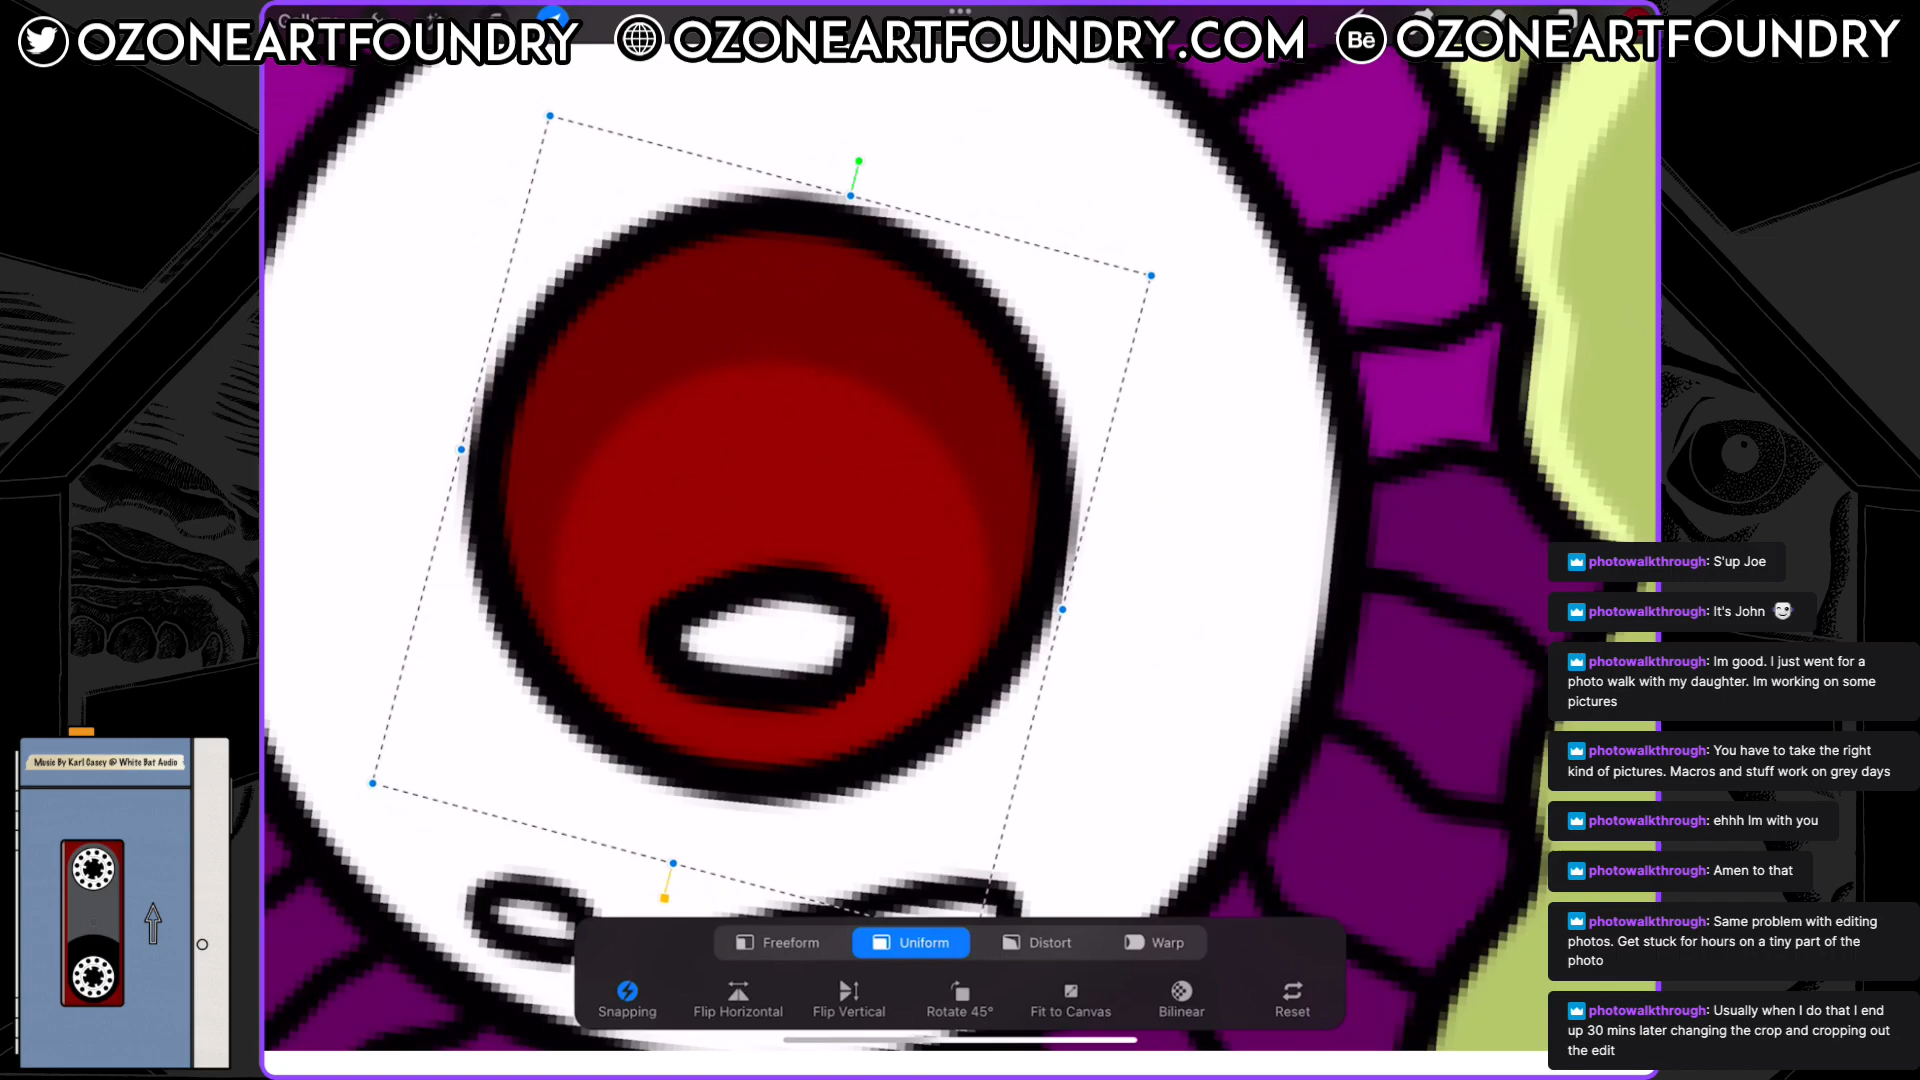 OZONEARTFOUNDRY
OZONEARTFOUNDRY.COM
Bē
OZONEARTFOUNDRY
photowalkthrough: S'up Joe
photowalkthrough: It's John
photowalkthrough: Im good. I just went for a
photo walk with my daughter. Im working on some
pictures
photowalkthrough: You have to take the right
kind of pictures. Macros and stuff work on grey days
photowalkthrough: ehhh Im with you
photowalkthrough: Amen to that
photowalkthrough: Same problem with editing
photos. Get stuck for hours on a tiny part of the
photo
photowalkthrough: Usually when I do that I end
up 30 mins later changing the crop and cropping out
the edit
Music By Karl Casey @ White Bat Audio
Freeform
Uniform
Distort
Warp
Snapping
Flip Horizontal
Flip Vertical
Rotate 45°
Fit to Canvas
Bilinear
Reset